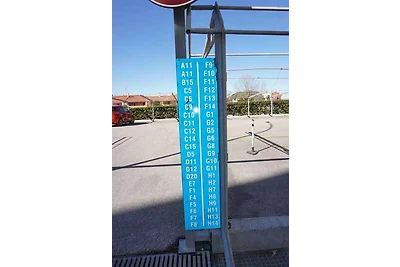 A11 F9
A11 F10
B15 F11
C5 F12
C6 F13
C9 F14
C10 G1
C11 G2
C12 G5
C14 G6
C15 G8
D5 G9
D11 G10
D12 G11
D20 H1
E7 H2
F1 H7
F4 H8
F5 H9
F6 H11
F7 H13
F8 H14